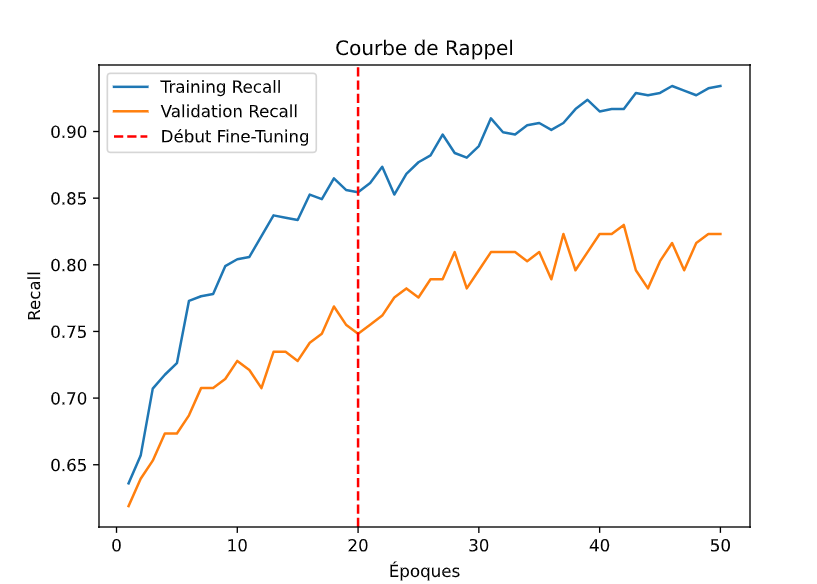 Courbe de Rappel
Training Recall
Validation Recall
Début Fine-Tuning
Recall
0.90
0.85
0.80
0.75
0.70
0.65
0 10 20 30 40 50
Époques